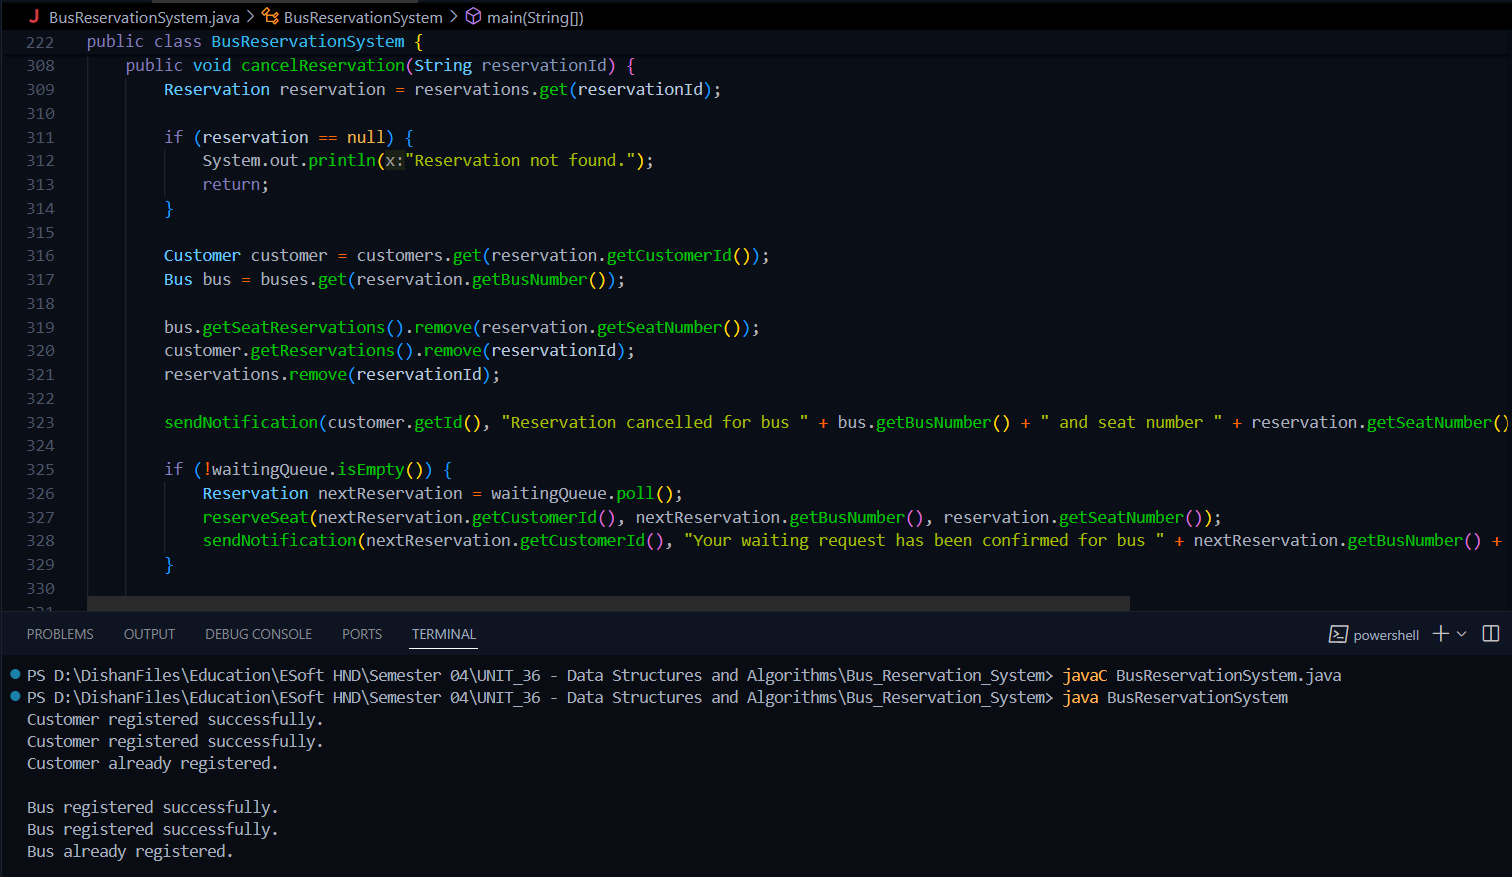 BusReservationSystem.java > BusReservationSystem > main(String[])
222 public class BusReservationSystem {
308 public void cancelReservation(String reservationId) {
309 Reservation reservation = reservations.get(reservationId);
310
311 if (reservation == null) {
312 System.out.println(x:"Reservation not found.");
313 return;
314 }
315
316 Customer customer = customers.get(reservation.getCustomerId());
317 Bus bus = buses.get(reservation.getBusNumber());
318
319 bus.getSeatReservations().remove(reservation.getSeatNumber());
320 customer.getReservations().remove(reservationId);
321 reservations.remove(reservationId);
322
323 sendNotification(customer.getId(), "Reservation cancelled for bus " + bus.getBusNumber() + " and seat number " + reservation.getSeatNumber()
324
325 if (!waitingQueue.isEmpty()) {
326 Reservation nextReservation = waitingQueue.poll();
327 reserveSeat(nextReservation.getCustomerId(), nextReservation.getBusNumber(), reservation.getSeatNumber());
328 sendNotification(nextReservation.getCustomerId(), "Your waiting request has been confirmed for bus " + nextReservation.getBusNumber() +
329 }
330
PROBLEMS OUTPUT DEBUG CONSOLE PORTS TERMINAL powershell
PS D:\DishanFiles\Education\ESoft HND\Semester 04\UNIT_36 - Data Structures and Algorithms\Bus_Reservation_System> javaC BusReservationSystem.java
PS D:\DishanFiles\Education\ESoft HND\Semester 04\UNIT_36 - Data Structures and Algorithms\Bus_Reservation_System> java BusReservationSystem
Customer registered successfully.
Customer registered successfully.
Customer already registered.

Bus registered successfully.
Bus registered successfully.
Bus already registered.